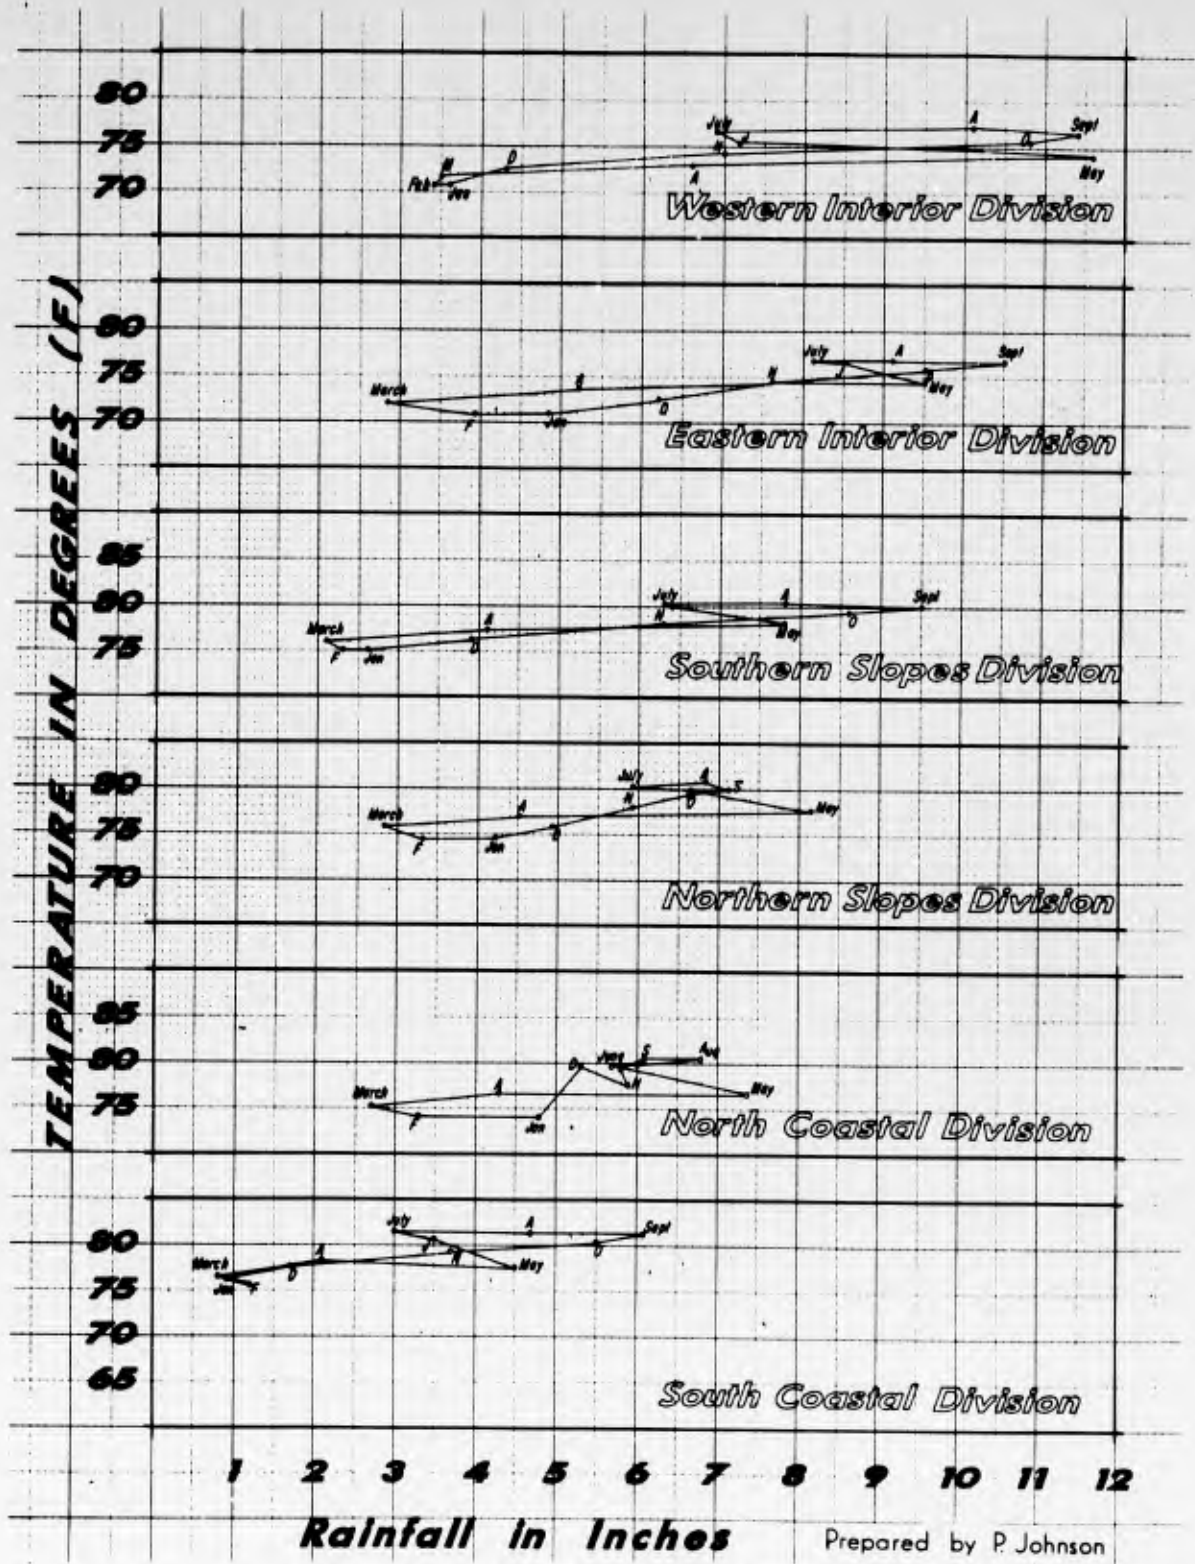 TEMPERATURE IN DEGREES (F)
80
75
70
July A Sept
J O
N
M D A May
Feb Jan
Western Interior Division
80
75
70
July A Sept
March A N J O May
F Jan D
Eastern Interior Division
85
80
75
July A Sept
March A N O May
F Jan D
Southern Slopes Division
80
75
70
July A S
March A N O May
F Jan D
Northern Slopes Division
85
80
75
O S Aug
March A N May
F Jan
North Coastal Division
80
75
70
65
July A Sept
March A J O
D N May
Jan F
South Coastal Division
1 2 3 4 5 6 7 8 9 10 11 12
Rainfall in Inches
Prepared by P. Johnson